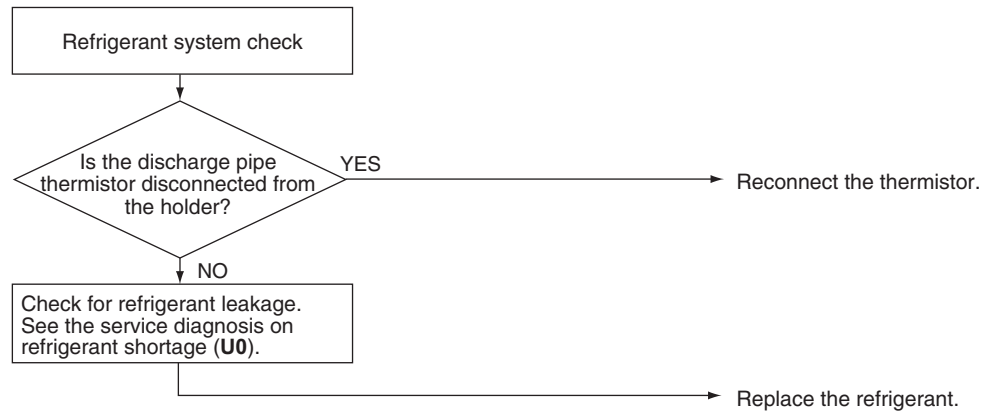 Refrigerant system check
Is the discharge pipe
thermistor disconnected from
the holder?
YES
Reconnect the thermistor.
NO
Check for refrigerant leakage.
See the service diagnosis on
refrigerant shortage (U0).
Replace the refrigerant.